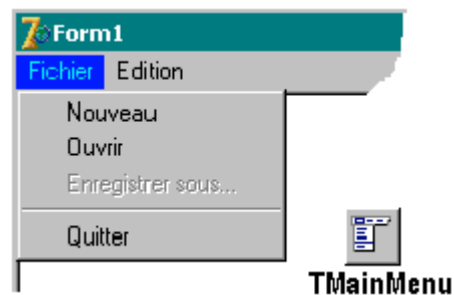 Form1
Fichier Edition
Nouveau
Ouvrir
Enregistrer sous...
Quitter
TMainMenu